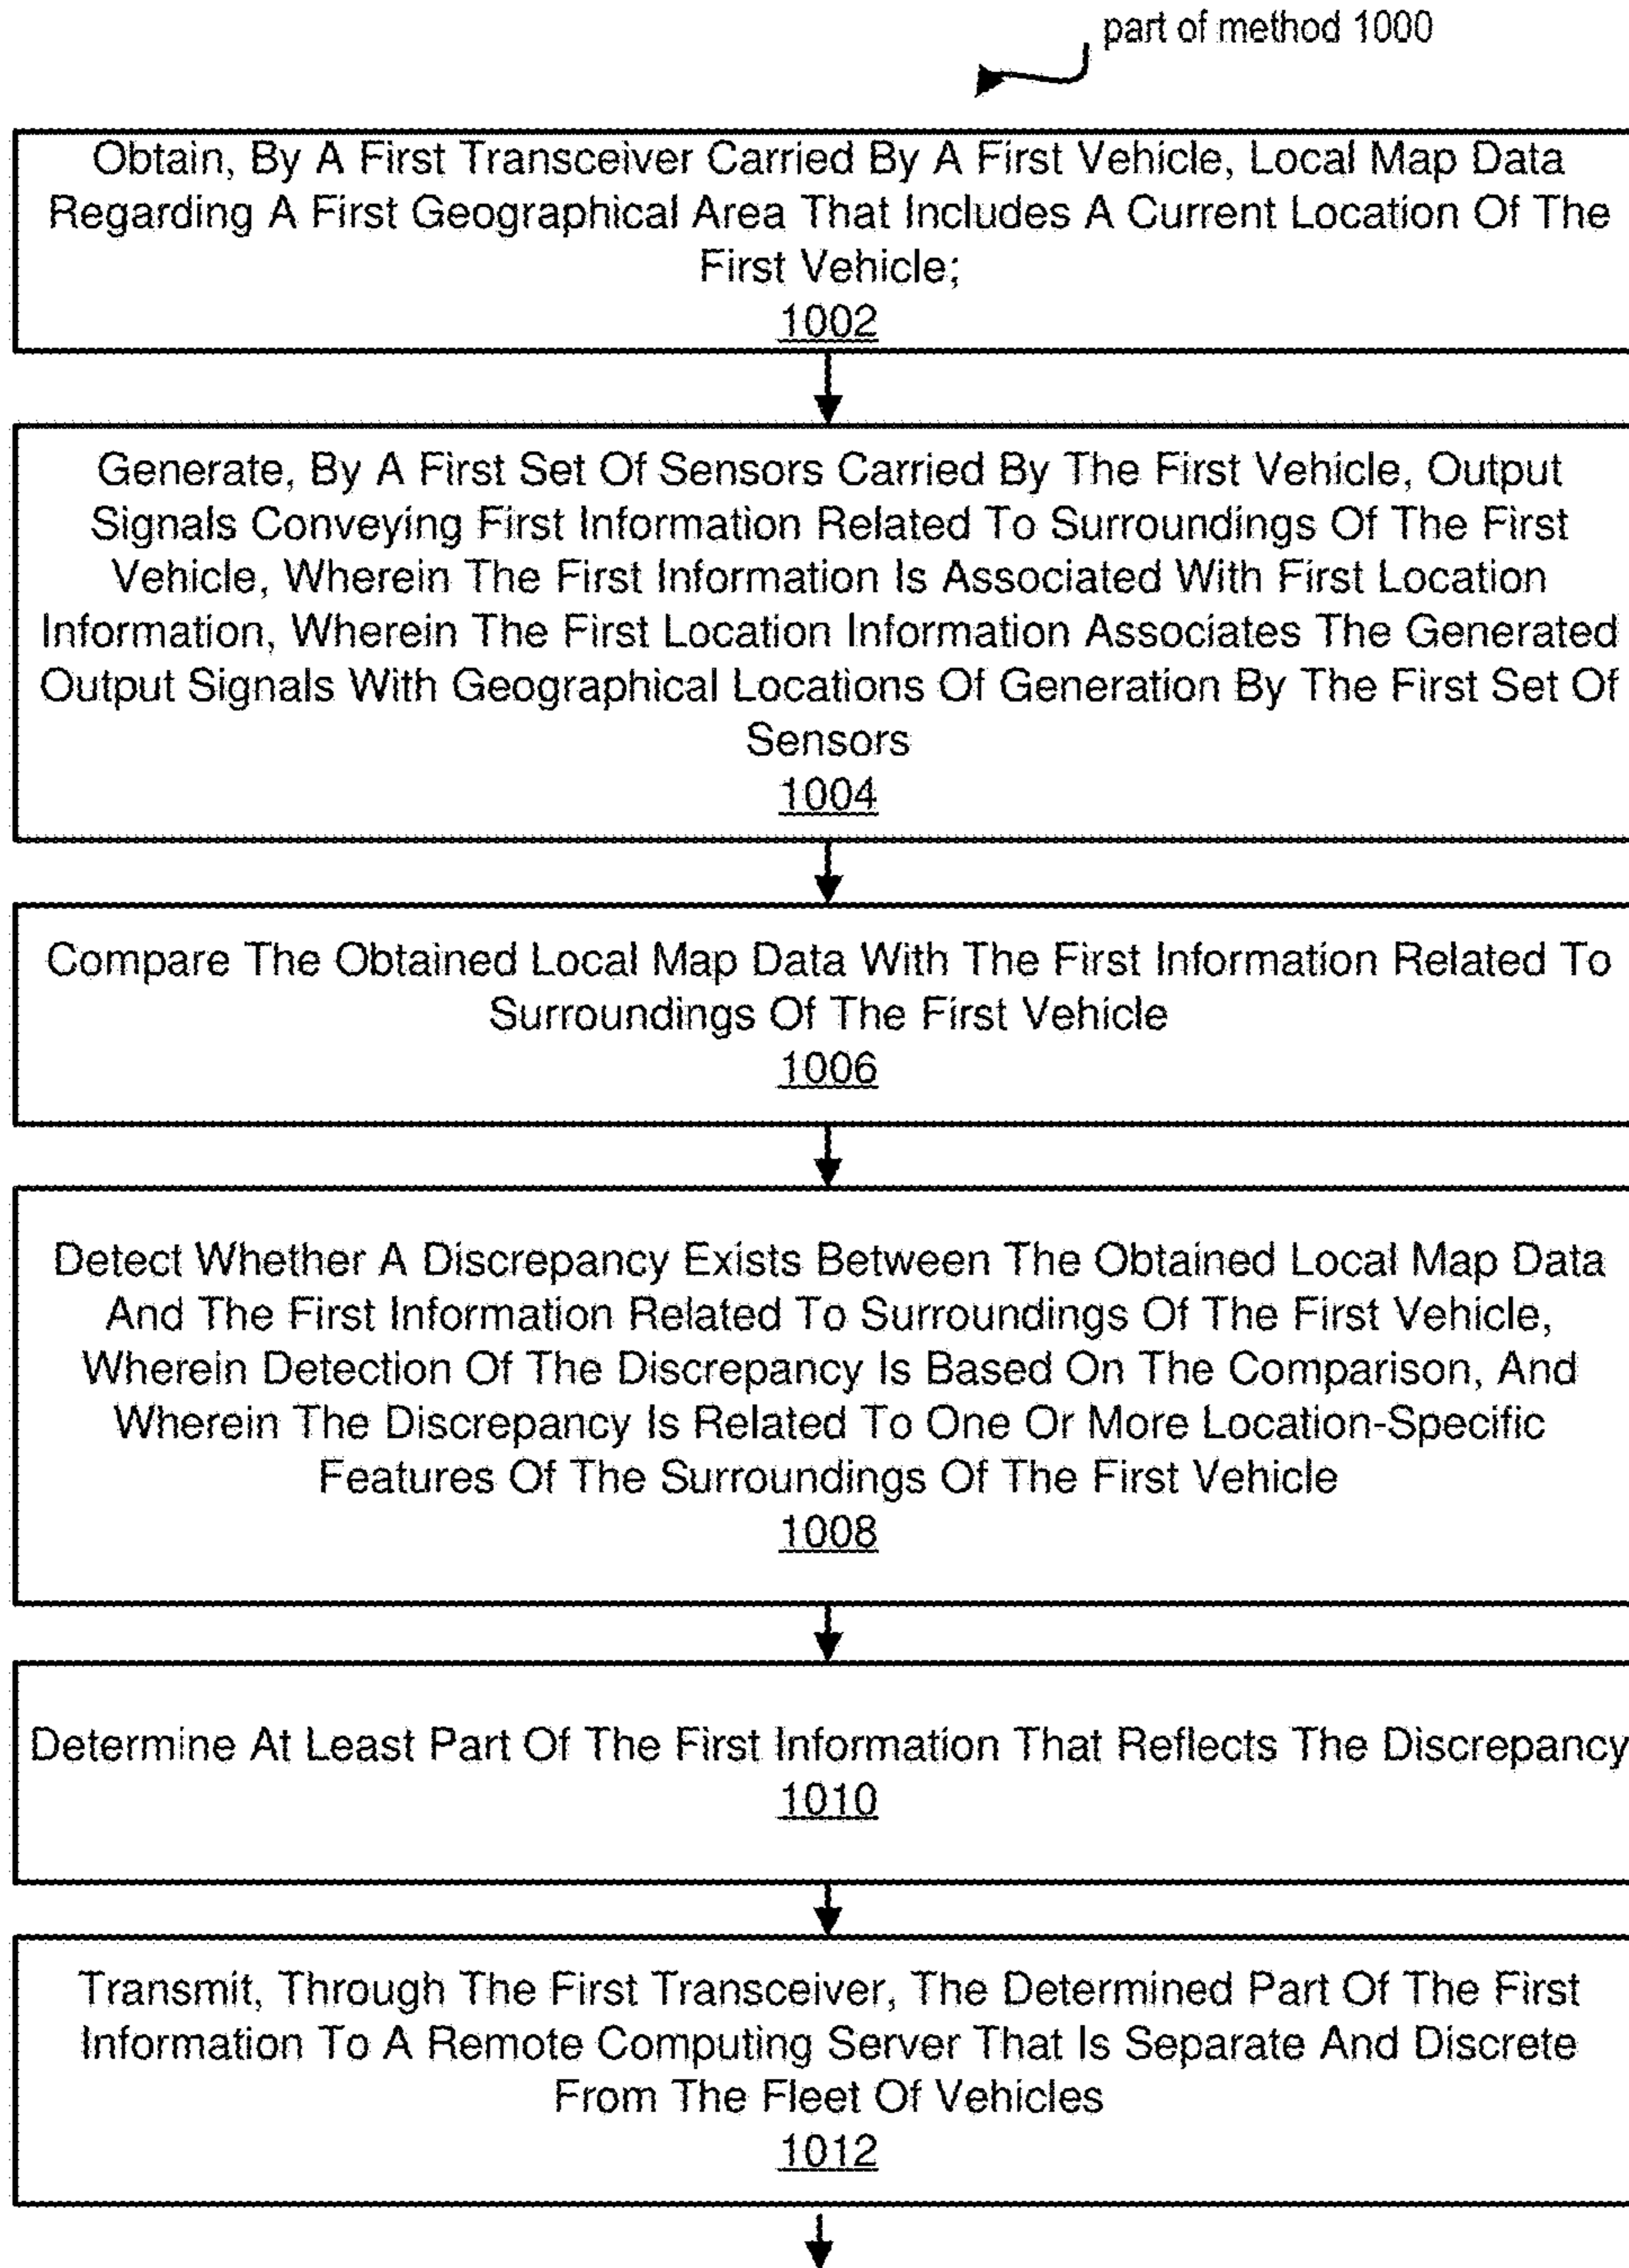 part of method 1000
Obtain, By A First Transceiver Carried By A First Vehicle, Local Map Data
Regarding A First Geographical Area That Includes A Current Location Of The
First Vehicle;
1002
Generate, By A First Set Of Sensors Carried By The First Vehicle, Output
Signals Conveying First Information Related To Surroundings Of The First
Vehicle, Wherein The First Information Is Associated With First Location
Information, Wherein The First Location Information Associates The Generated
Output Signals With Geographical Locations Of Generation By The First Set Of
Sensors
1004
Compare The Obtained Local Map Data With The First Information Related To
Surroundings Of The First Vehicle
1006
Detect Whether A Discrepancy Exists Between The Obtained Local Map Data
And The First Information Related To Surroundings Of The First Vehicle,
Wherein Detection Of The Discrepancy Is Based On The Comparison, And
Wherein The Discrepancy Is Related To One Or More Location-Specific
Features Of The Surroundings Of The First Vehicle
1008
Determine At Least Part Of The First Information That Reflects The Discrepancy
1010
Transmit, Through The First Transceiver, The Determined Part Of The First
Information To A Remote Computing Server That Is Separate And Discrete
From The Fleet Of Vehicles
1012